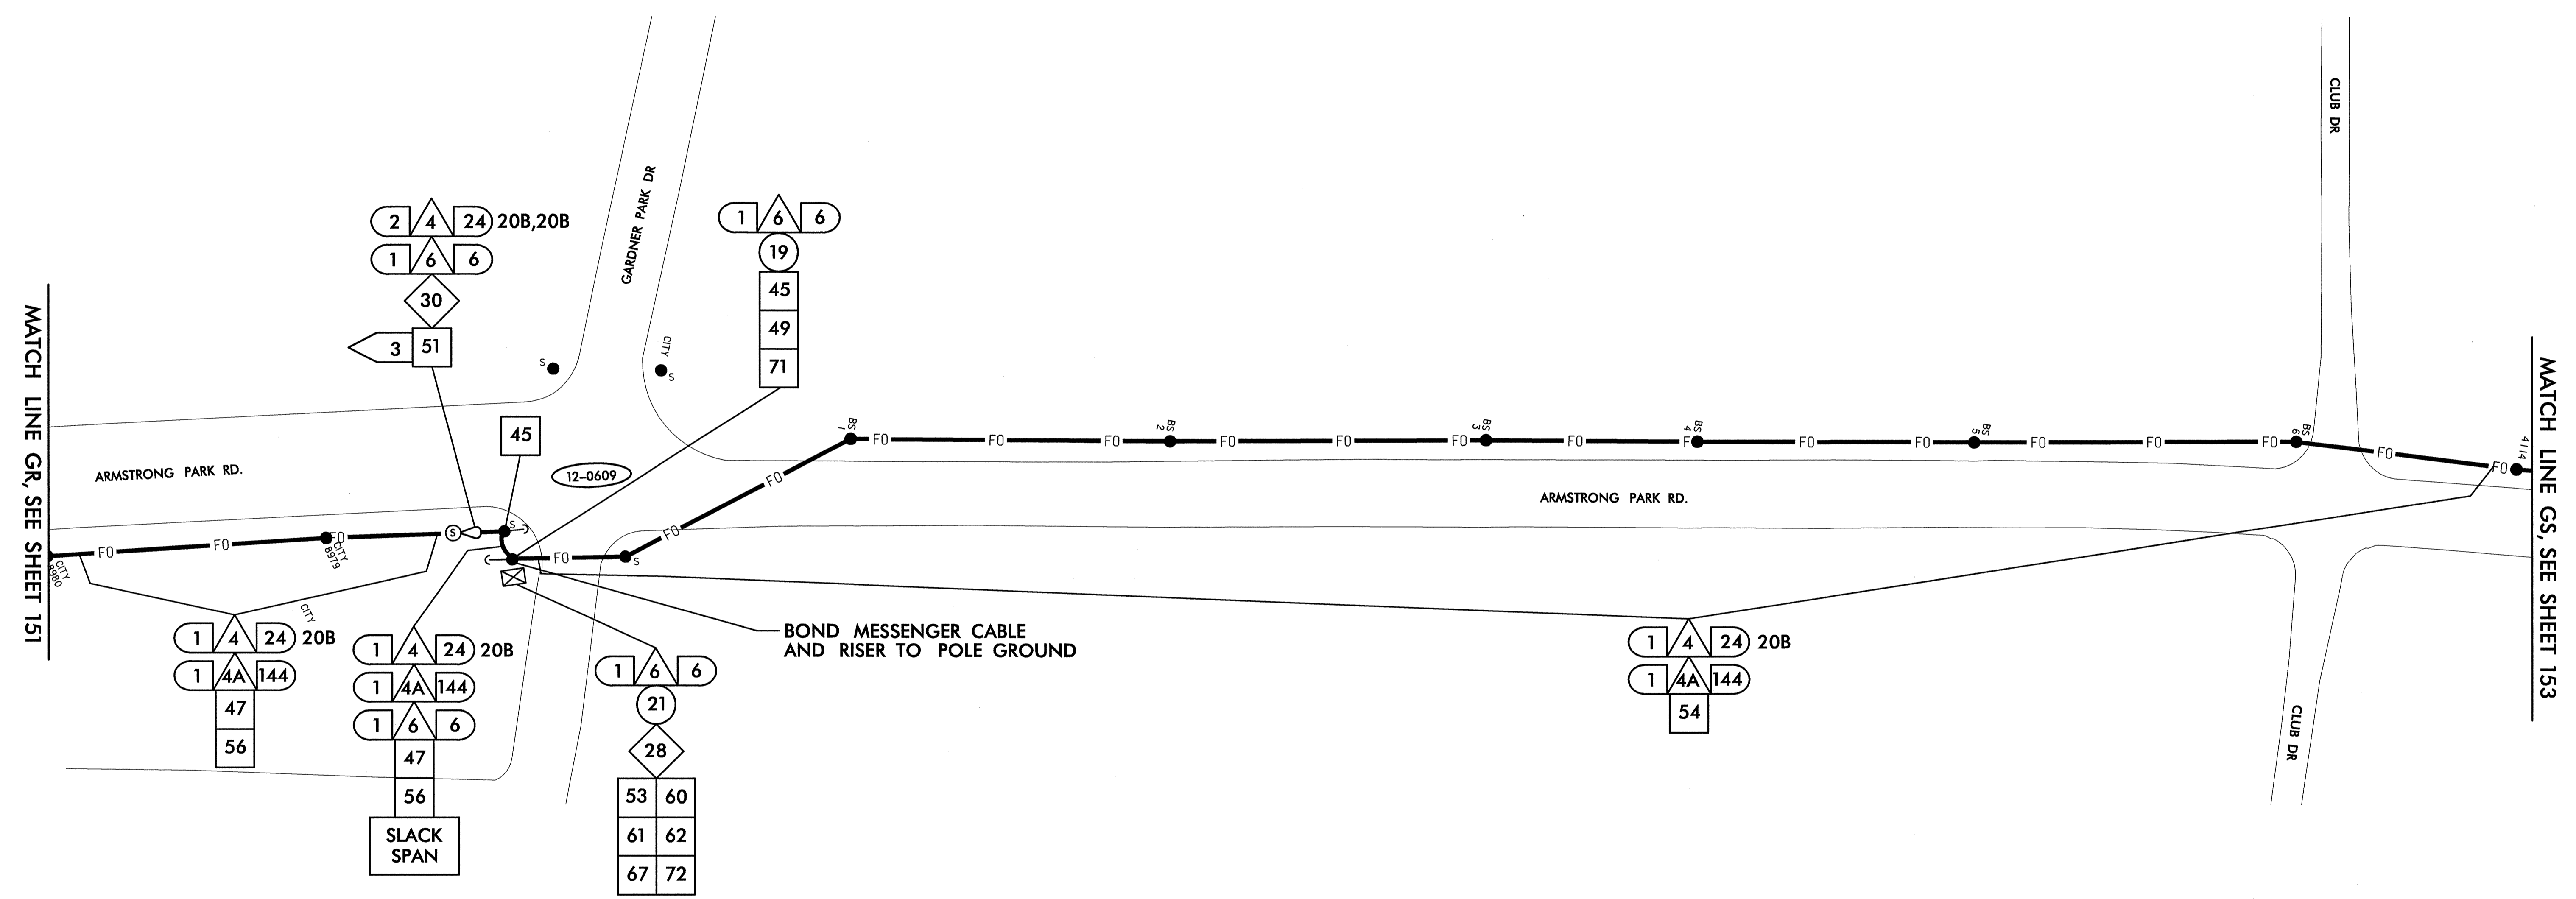 MATCH LINE GR, SEE SHEET 151
ARMSTRONG PARK RD.
2 4 24 20B,20B
1 6 6
30
3 51
GARDNER PARK DR
1 6 6
19
45
49
71
S
CITY
S
45
12–0609
S
S
FO FO FO
CITY
8980
CITY
8979
CITY
FO
S
FO
FO
BS
1
FO FO FO
BS
2
FO FO FO
BS
3
FO
BS
4
F
FO FO
BS
5
FO FO FO
BS
6
FO
FO
4114
CLUB DR
ARMSTRONG PARK RD.
CLUB DR
MATCH LINE GS, SEE SHEET 153
1 4 24 20B
1 4A 144
47
56
1 4 24 20B
1 4A 144
1 6 6
47
56
SLACK
SPAN
BOND MESSENGER CABLE
AND RISER TO POLE GROUND
1 6 6
21
28
53 60
61 62
67 72
1 4 24 20B
1 4A 144
54